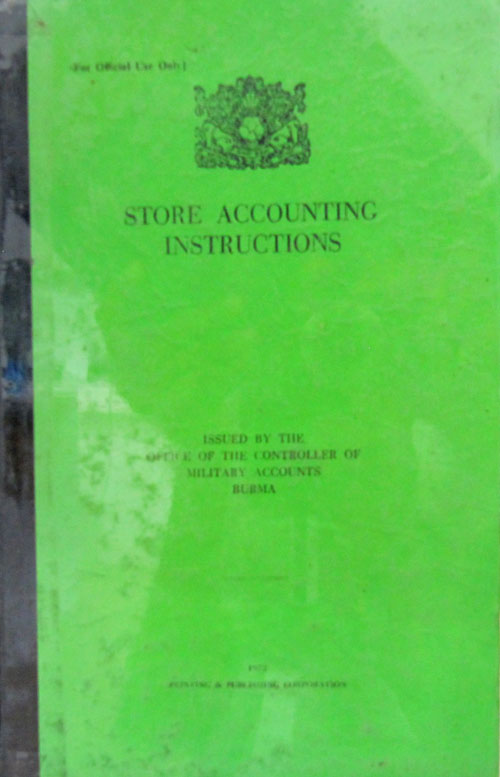 [For Official Use Only]
STORE ACCOUNTING
INSTRUCTIONS
ISSUED BY THE
OFFICE OF THE CONTROLLER OF
MILITARY ACCOUNTS
BURMA
PRINTING & PUBLISHING CORPORATION